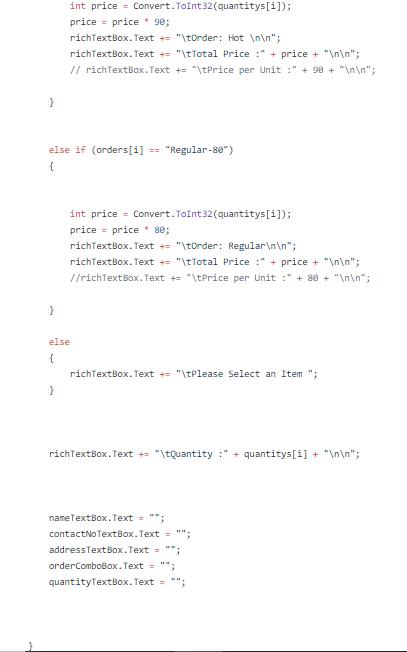 int price = Convert.ToInt32(quantitys[i]);
price = price * 90;
richTextBox.Text += "\tOrder: Hot \n\n";
richTextBox.Text += "\tTotal Price :" + price + "\n\n";
// richTextBox.Text += "\tPrice per Unit :" + 90 + "\n\n";
}
else if (orders[i] == "Regular-80")
{
int price = Convert.ToInt32(quantitys[i]);
price = price * 80;
richTextBox.Text += "\tOrder: Regular\n\n";
richTextBox.Text += "\tTotal Price :" + price + "\n\n";
//richTextBox.Text += "\tPrice per Unit :" + 80 + "\n\n";
}
else
{
richTextBox.Text += "\tPlease Select an Item ";
}
richTextBox.Text += "\tQuantity :" + quantitys[i] + "\n\n";
nameTextBox.Text = "";
contactNoTextBox.Text = "";
addressTextBox.Text = "";
orderComboBox.Text = "";
quantityTextBox.Text = "";
}